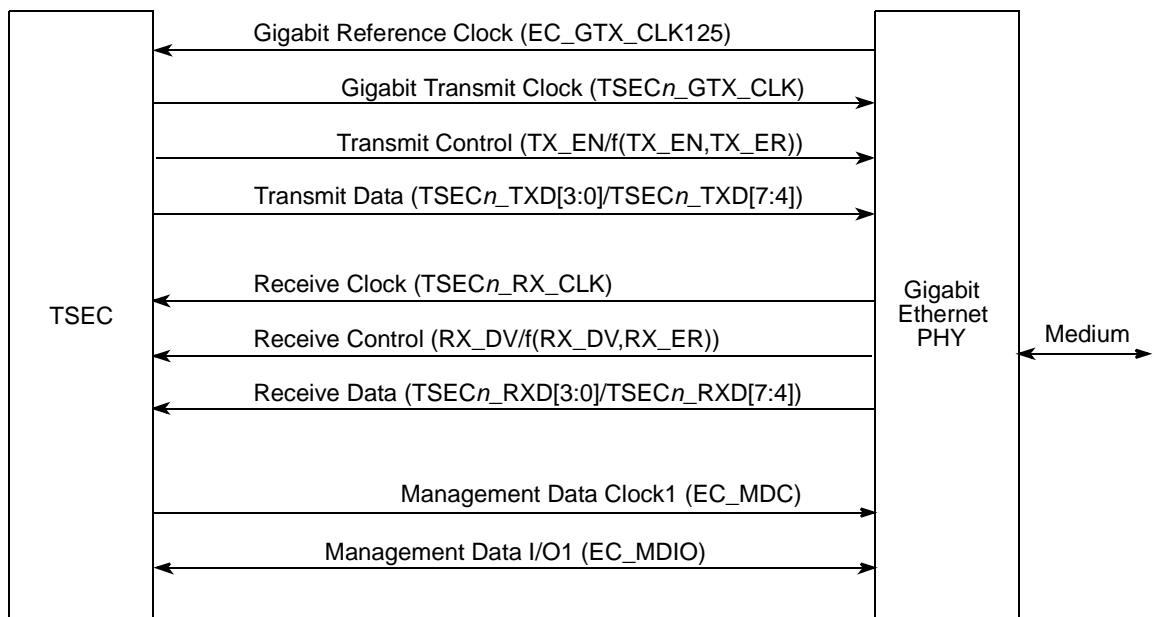 Gigabit Reference Clock (EC_GTX_CLK125)
Gigabit Transmit Clock (TSECn_GTX_CLK)
Transmit Control (TX_EN/f(TX_EN,TX_ER))
Transmit Data (TSECn_TXD[3:0]/TSECn_TXD[7:4])
Receive Clock (TSECn_RX_CLK)
TSEC
Gigabit
Ethernet
PHY
Medium
Receive Control (RX_DV/f(RX_DV,RX_ER))
Receive Data (TSECn_RXD[3:0]/TSECn_RXD[7:4])
Management Data Clock1 (EC_MDC)
Management Data I/O1 (EC_MDIO)